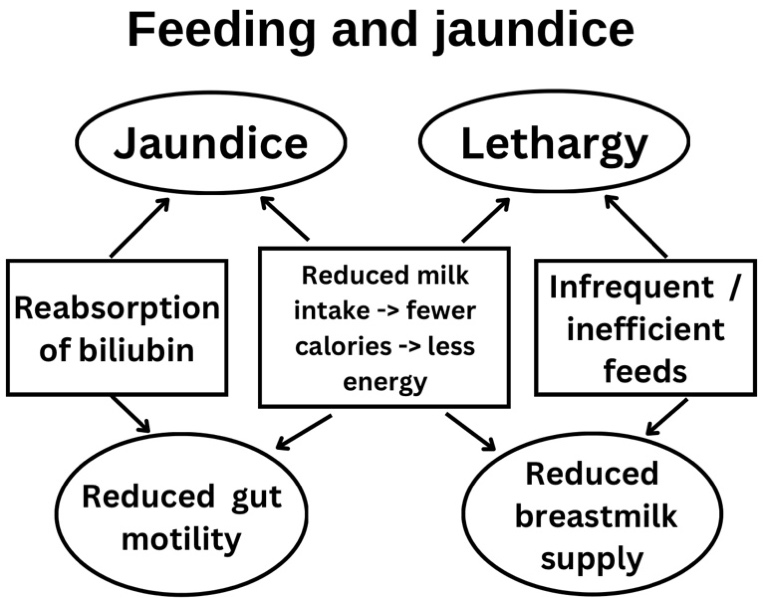 Feeding and jaundice
Jaundice
Lethargy
Reabsorption
of biliubin
Reduced milk
intake -> fewer
calories -> less
energy
Infrequent /
inefficient
feeds
Reduced gut
motility
Reduced
breastmilk
supply